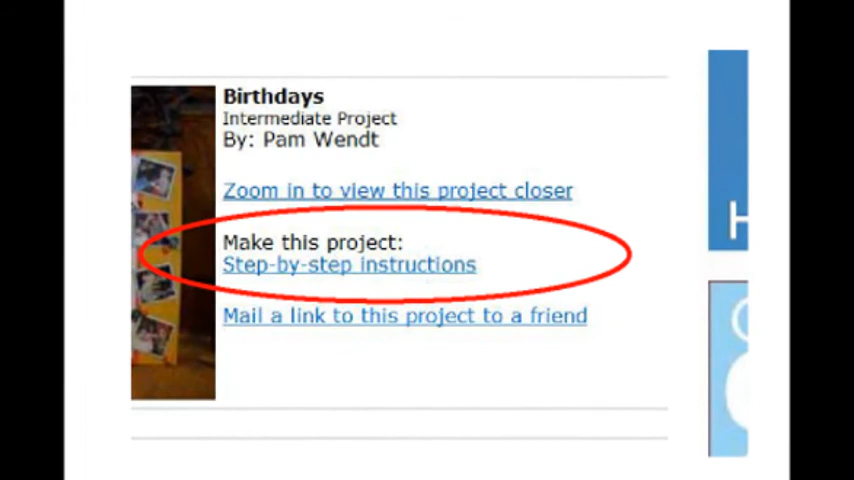 Birthdays
Intermediate Project
By: Pam Wendt
Zoom in to view this project closer
Make this project:
Step-by-step instructions
Mail a link to this project to a friend
H